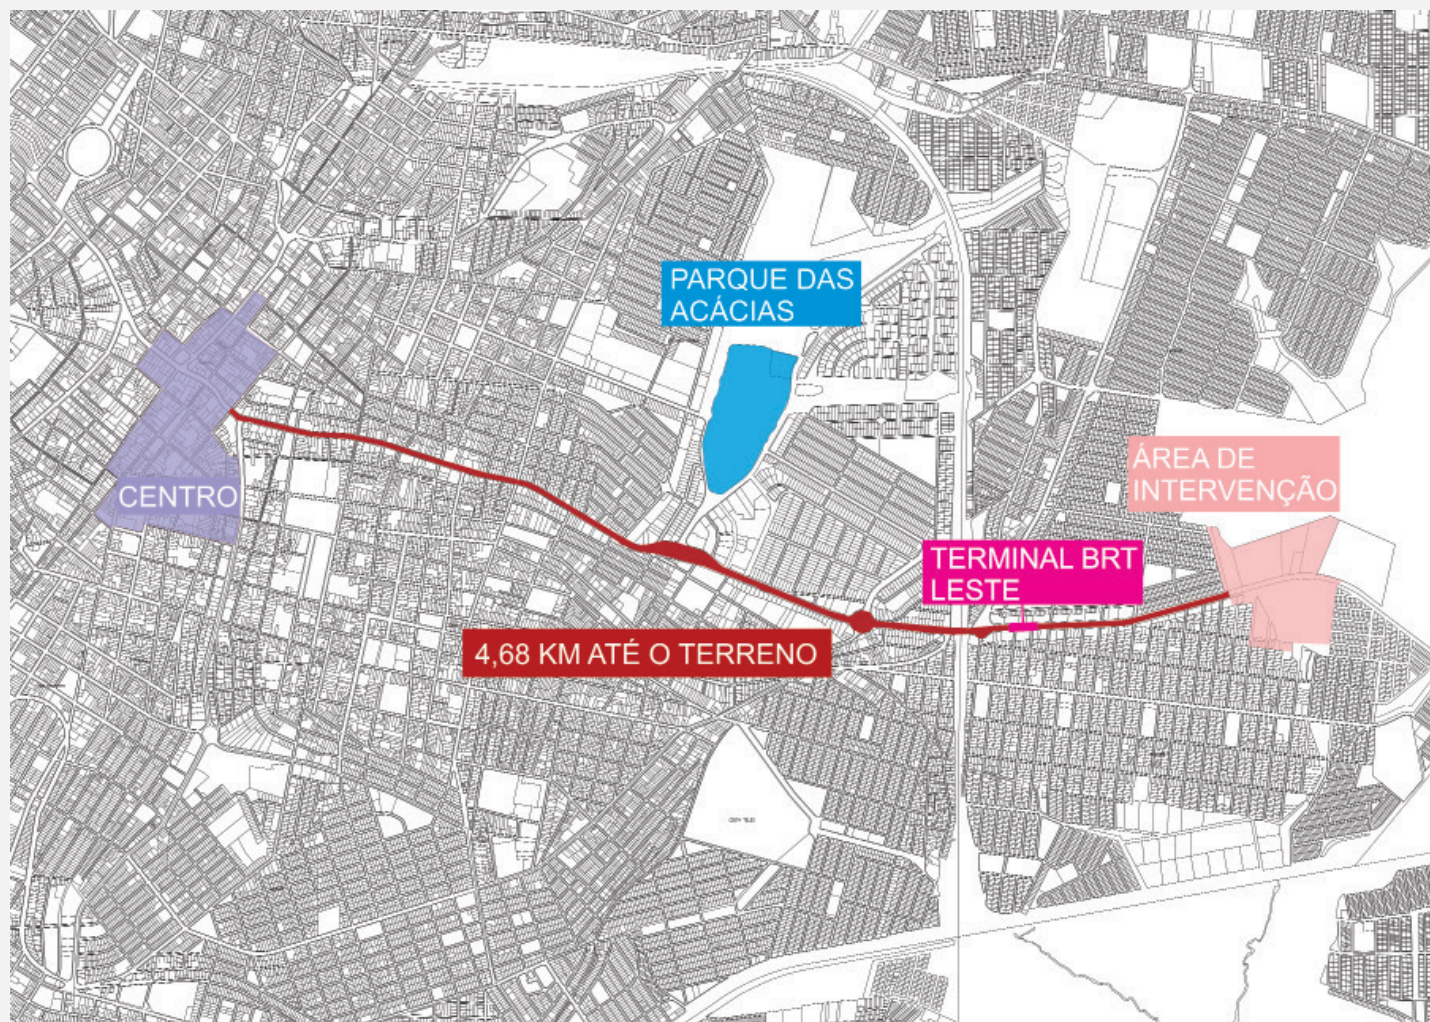 PARQUE DAS
ACÁCIAS
ÁREA DE
INTERVENÇÃO
CENTRO
TERMINAL BRT
LESTE
4,68 KM ATÉ O TERRENO